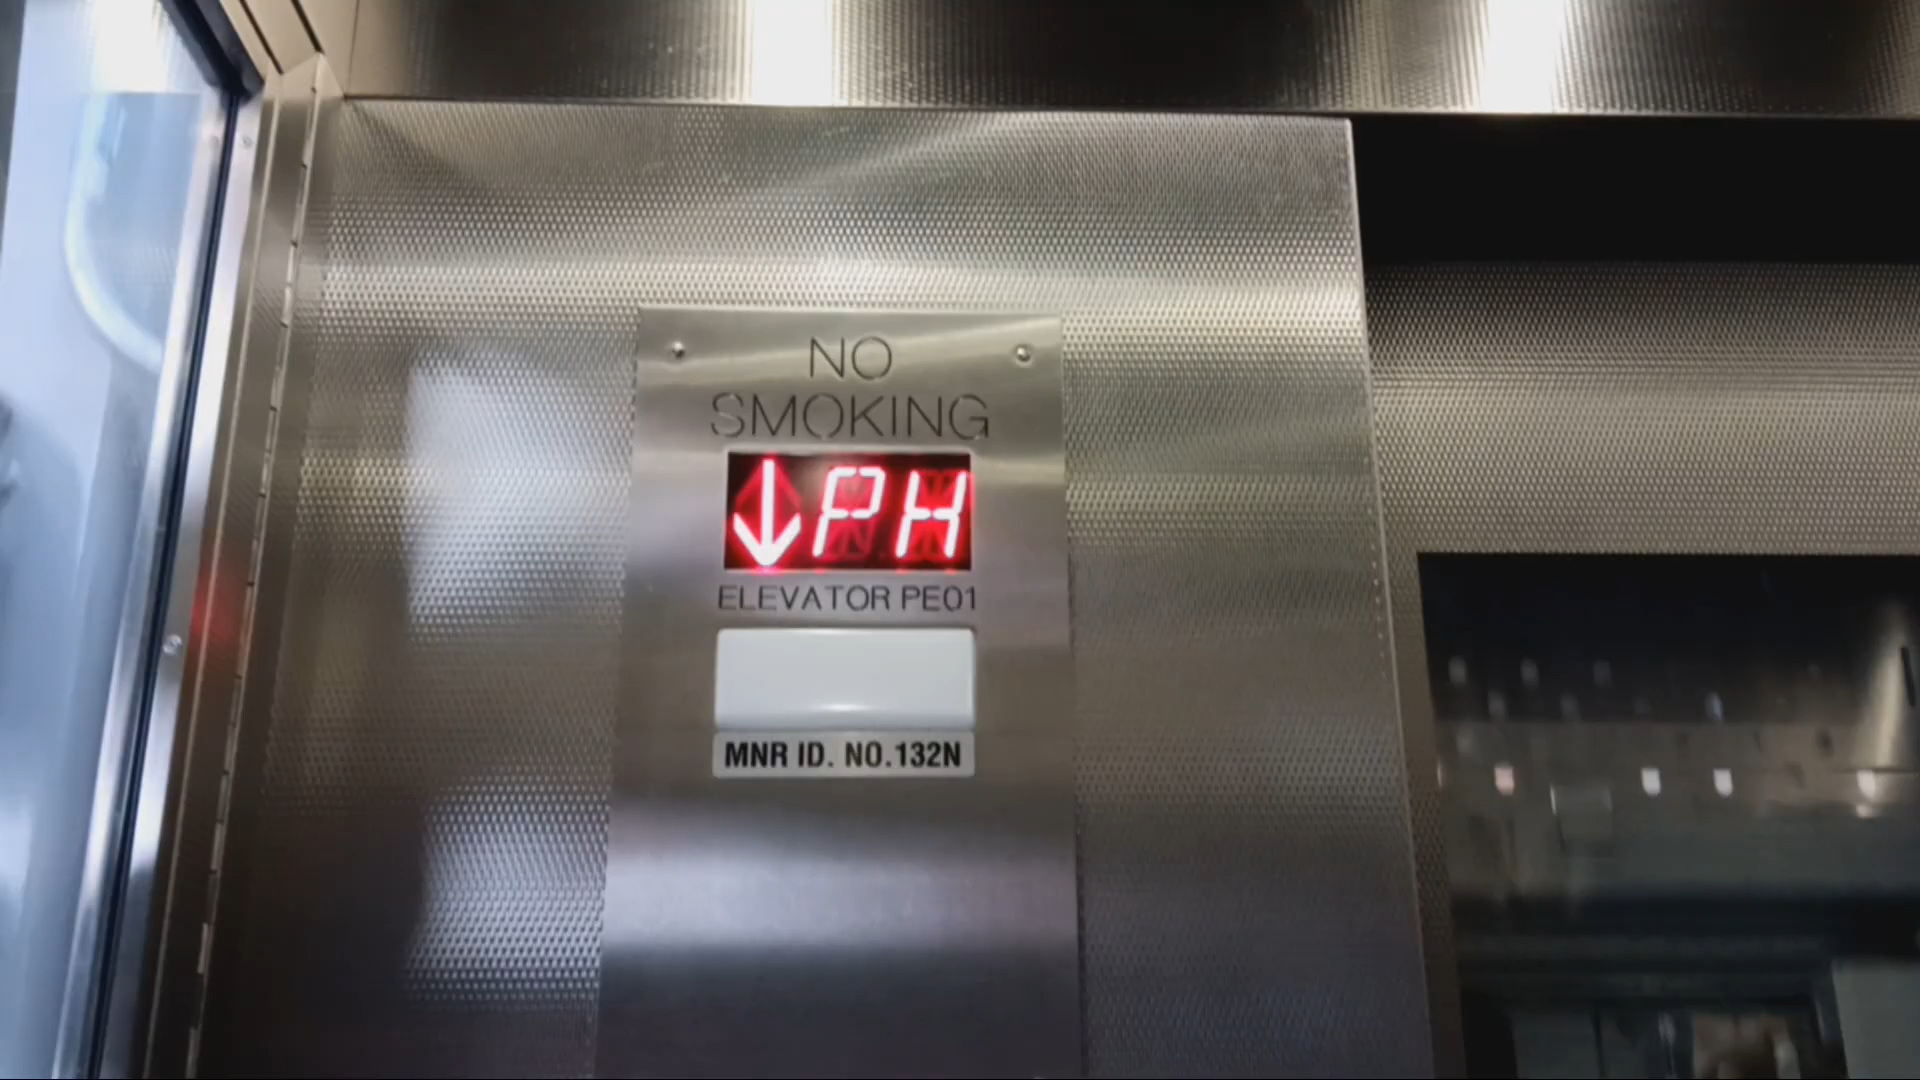 NO
SMOKING
↓PH
ELEVATOR PE01
MNR ID. NO.132N